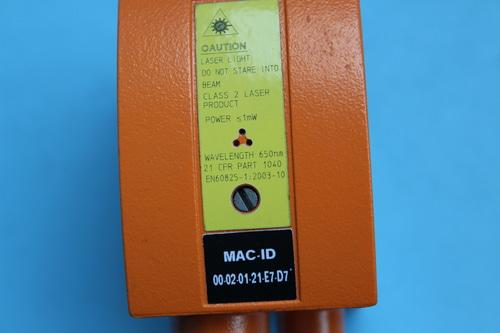 CAUTION
LASER LIGHT
DO NOT STARE INTO
BEAM
CLASS 2 LASER
PRODUCT
POWER ≤1mW
WAVELENGTH 650nm
21 CFR PART 1040
EN60825-1:2003-10
MAC-ID
00-02-01-21-E7-D7